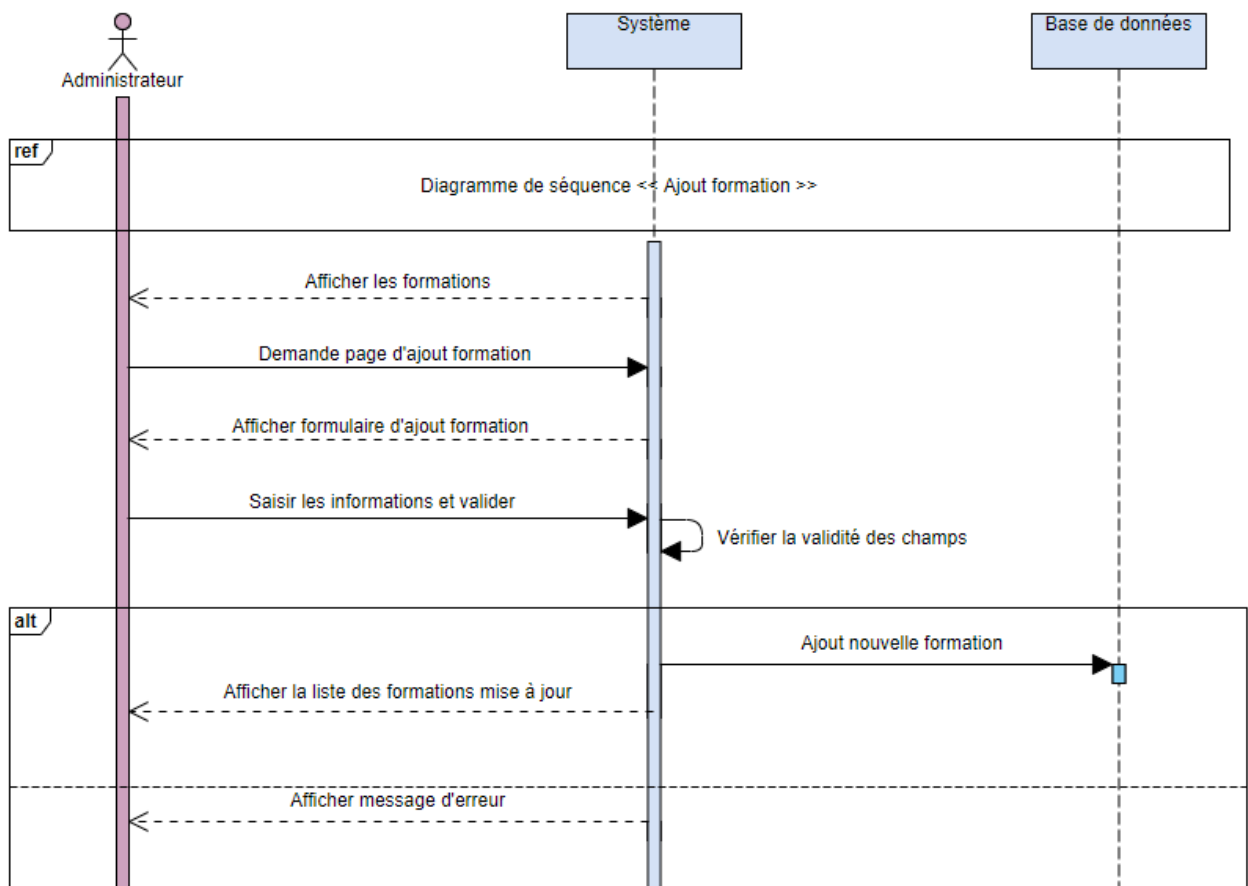 Système
Base de données
Administrateur
ref
Diagramme de séquence << Ajout formation >>
Afficher les formations
Demande page d'ajout formation
Afficher formulaire d'ajout formation
Saisir les informations et valider
Vérifier la validité des champs
alt
Ajout nouvelle formation
Afficher la liste des formations mise à jour
Afficher message d'erreur